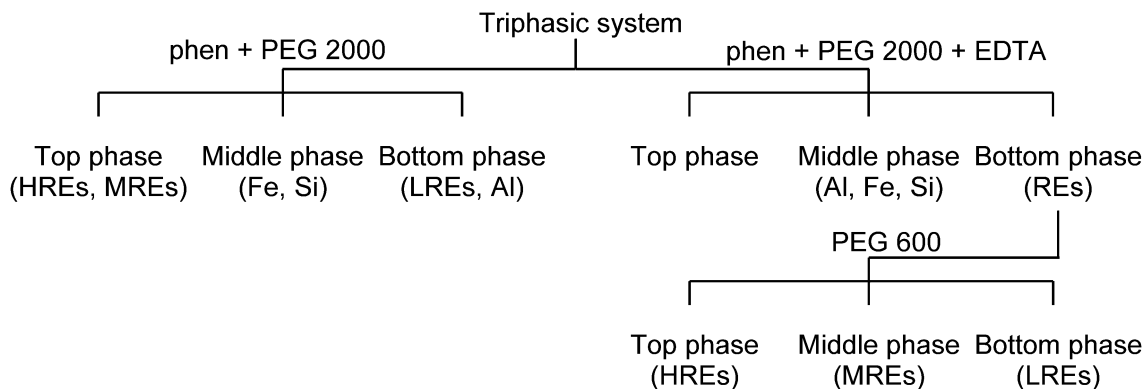 Triphasic system
phen + PEG 2000
phen + PEG 2000 + EDTA
Top phase
(HREs, MREs)
Middle phase
(Fe, Si)
Bottom phase
(LREs, Al)
Top phase
Middle phase
(Al, Fe, Si)
Bottom phase
(REs)
PEG 600
Top phase
(HREs)
Middle phase
(MREs)
Bottom phase
(LREs)